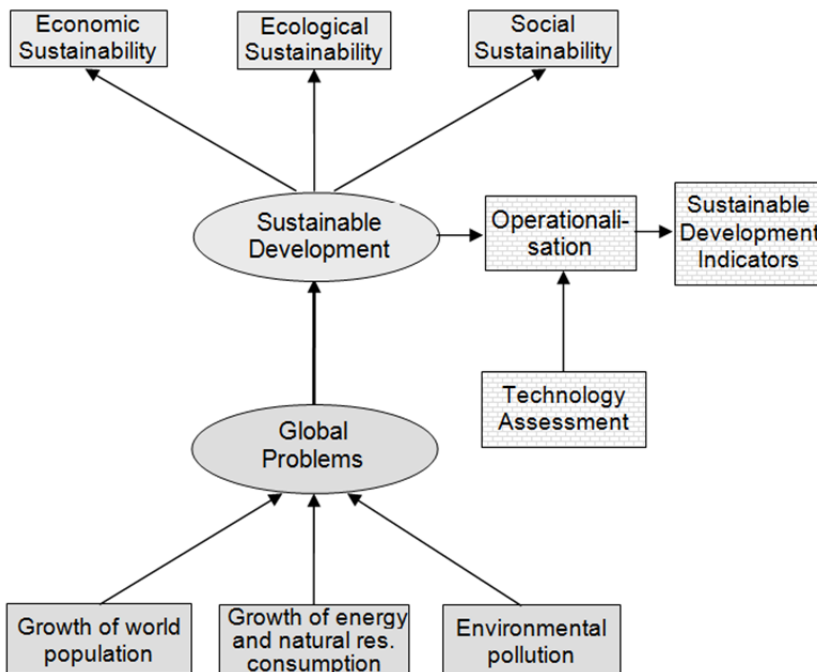 Economic
Sustainability
Ecological
Sustainability
Social
Sustainability
Sustainable
Development
Operationali-
sation
Sustainable
Development
Indicators
Technology
Assessment
Global
Problems
Growth of world
population
Growth of energy
and natural res.
consumption
Environmental
pollution